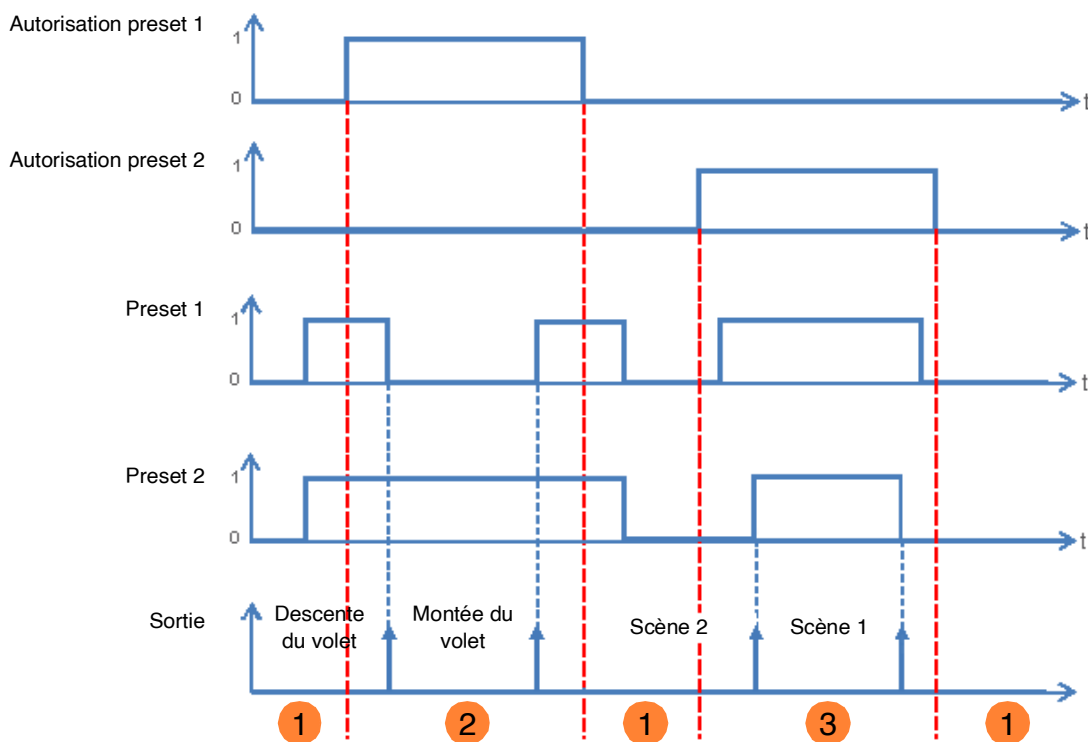 Autorisation preset 1
1
0
t
Autorisation preset 2
1
0
t
Preset 1
1
0
t
Preset 2
1
0
t
Sortie
Descente
du volet
Montée du
volet
Scène 2
Scène 1
1
2
1
3
1